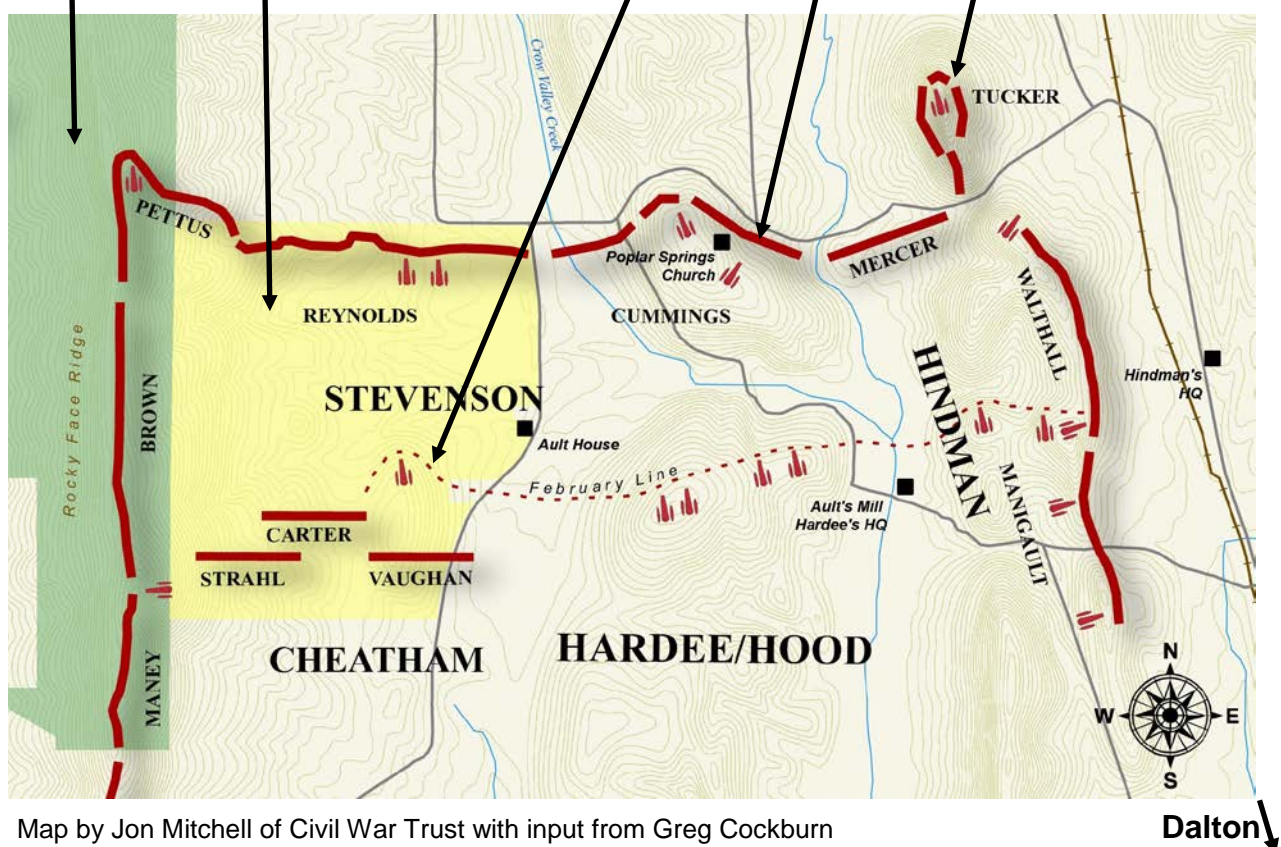 Crow Valley Creek
TUCKER
PETTUS
Poplar Springs
Church
MERCER
REYNOLDS
CUMMINGS
WALTHALL
Rocky Face Ridge
BROWN
STEVENSON
HINDMAN
Hindman's
HQ
Ault House
February Line
Ault's Mill
Hardee's HQ
MANIGAULT
CARTER
STRAHL
VAUGHAN
CHEATHAM
HARDEE/HOOD
MANEY
N
W
E
S
Map by Jon Mitchell of Civil War Trust with input from Greg Cockburn
Dalton